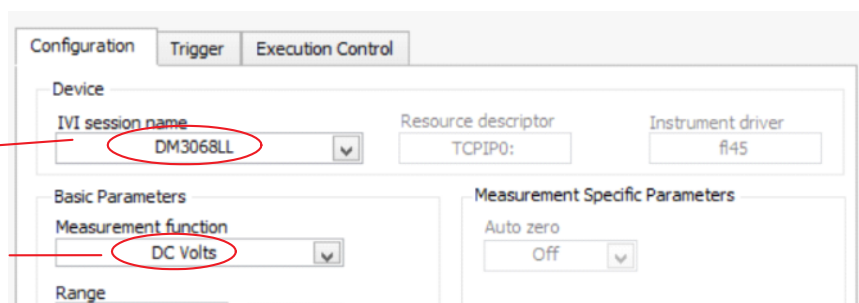 Configuration Trigger Execution Control
Device
IVI session name Resource descriptor Instrument driver
DM3068LL TCPIP0: fl45
Basic Parameters Measurement Specific Parameters
Measurement function Auto zero
DC Volts Off
Range